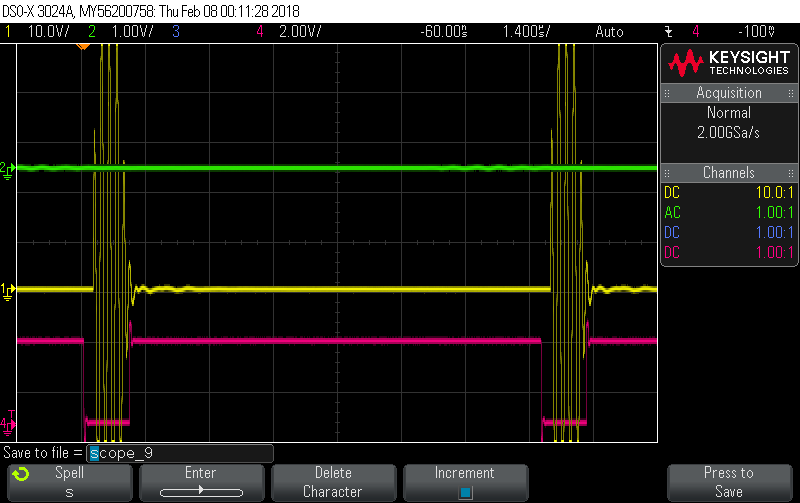 DSO-X 3024A, MY56200758: Thu Feb 08 00:11:28 2018
1 10.0V/ 2 1.00V/ 3 4 2.00V/ -60.00ns 1.400us/ Auto 4 -100mV
KEYSIGHT
TECHNOLOGIES
Acquisition
Normal
2.00GSa/s
Channels
DC 10.0:1
AC 1.00:1
DC 1.00:1
DC 1.00:1
2
1
T
4
Save to file = scope_9
Spell
s
Enter
Delete
Character
Increment
Press to
Save